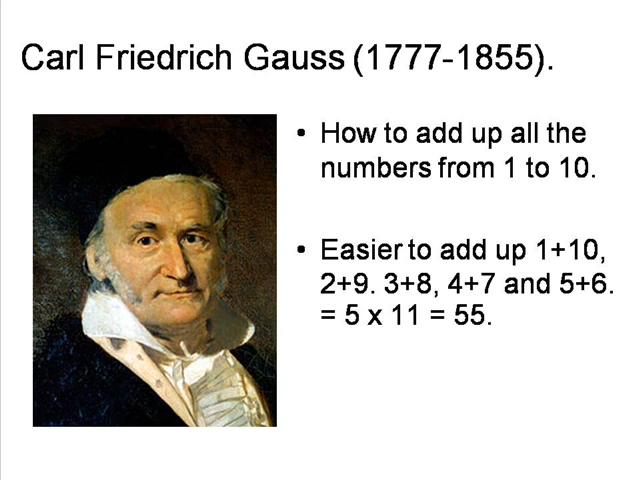 Carl Friedrich Gauss (1777-1855).
• How to add up all the
numbers from 1 to 10.
• Easier to add up 1+10,
2+9. 3+8, 4+7 and 5+6.
= 5 x 11 = 55.